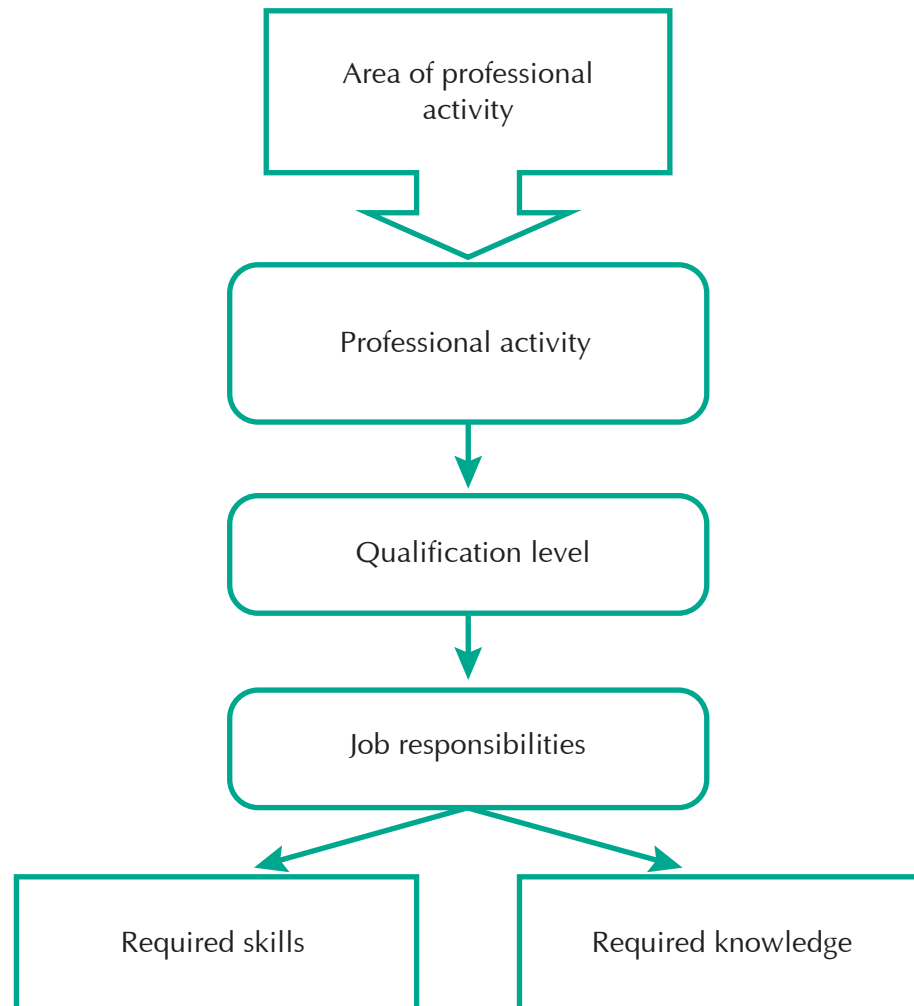 Area of professional
activity
Professional activity
Qualification level
Job responsibilities
Required skills
Required knowledge